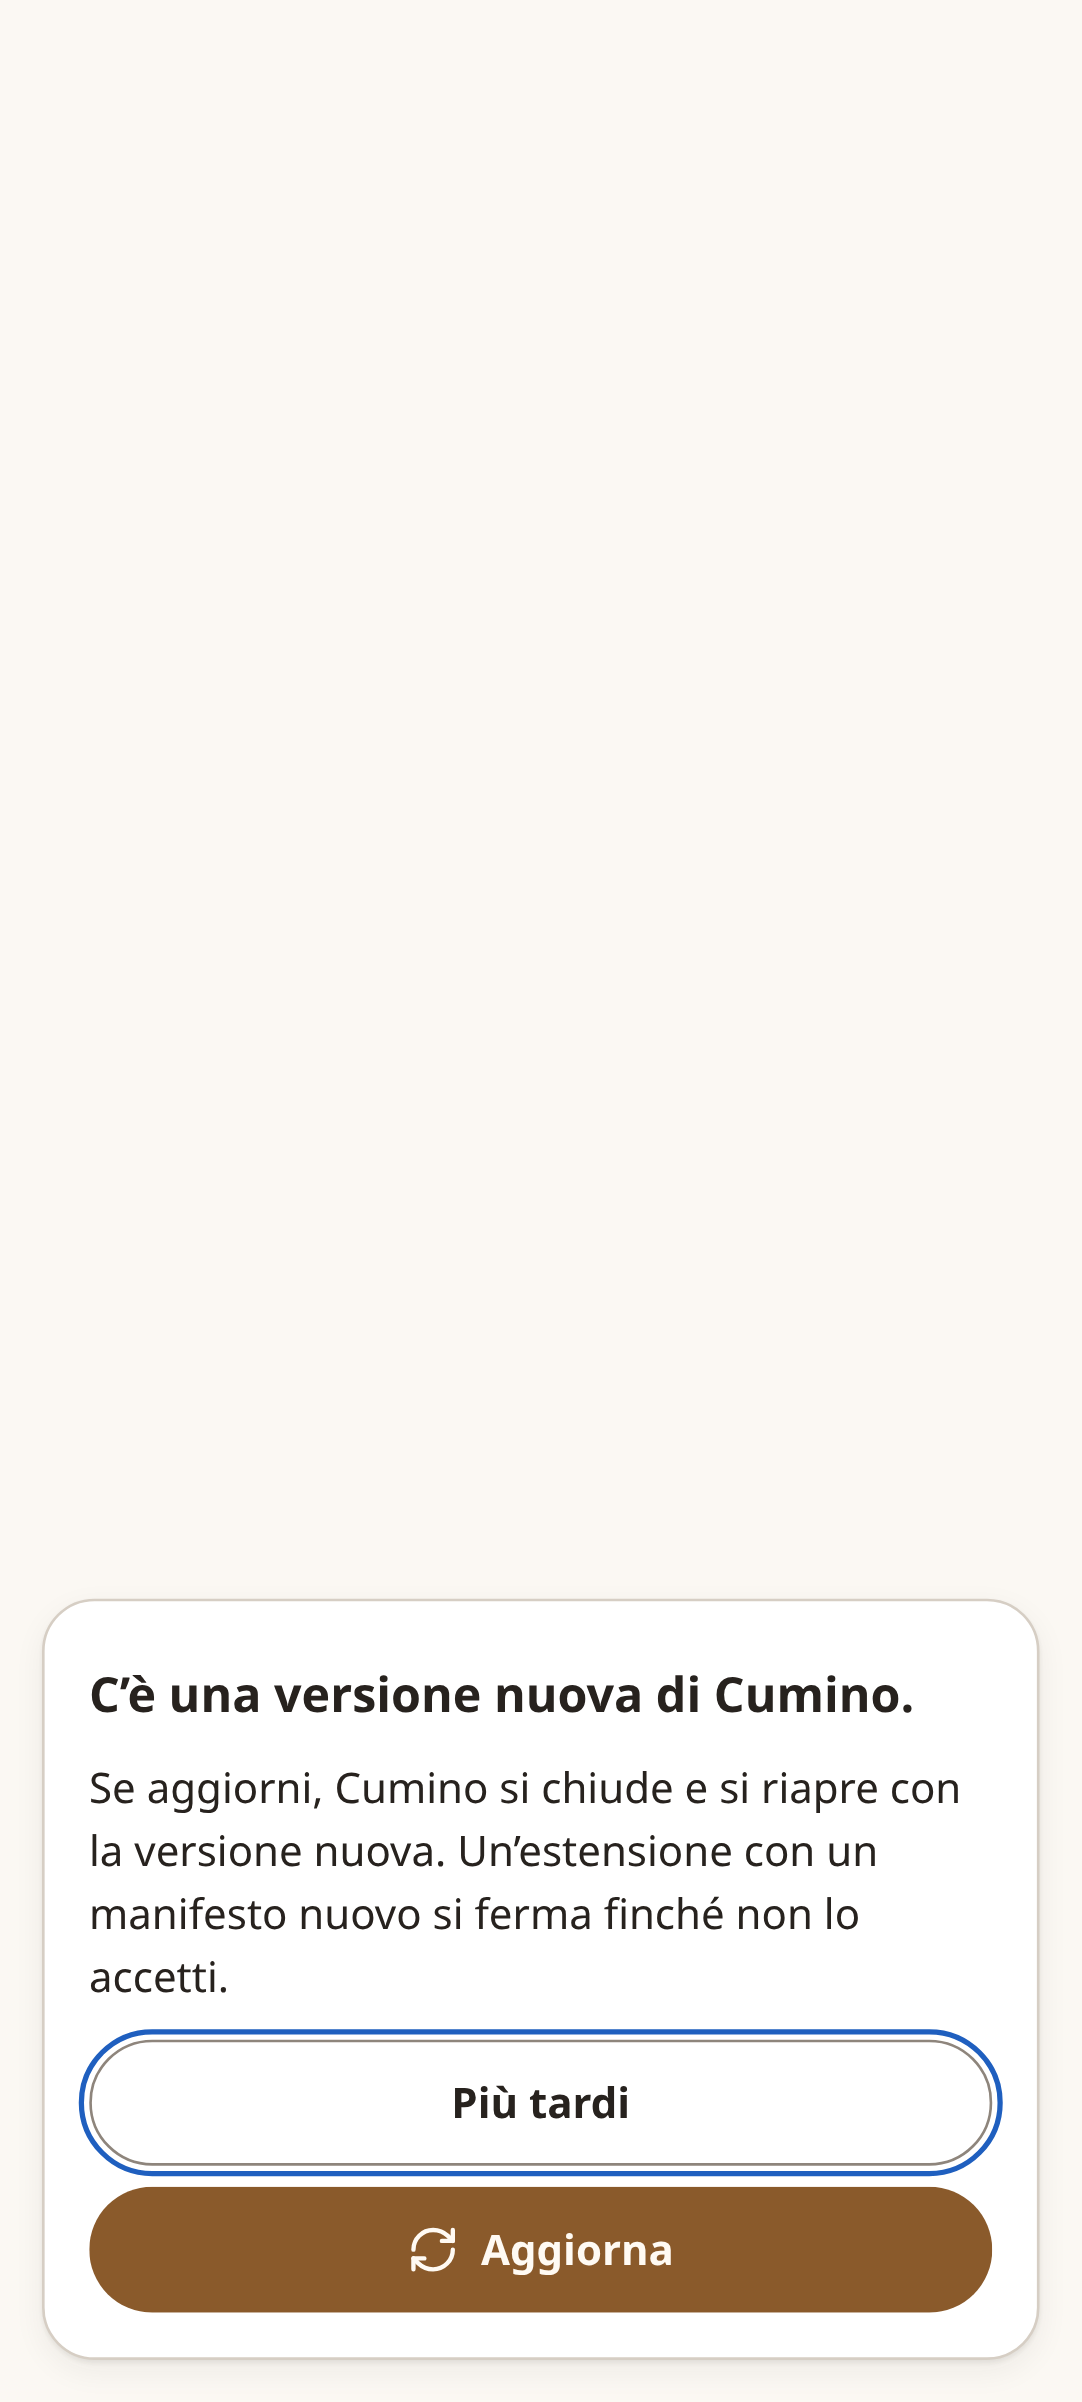 C’è una versione nuova di Cumino.
Se aggiorni, Cumino si chiude e si riapre con
la versione nuova. Un’estensione con un
manifesto nuovo si ferma finché non lo
accetti.
Più tardi
Aggiorna